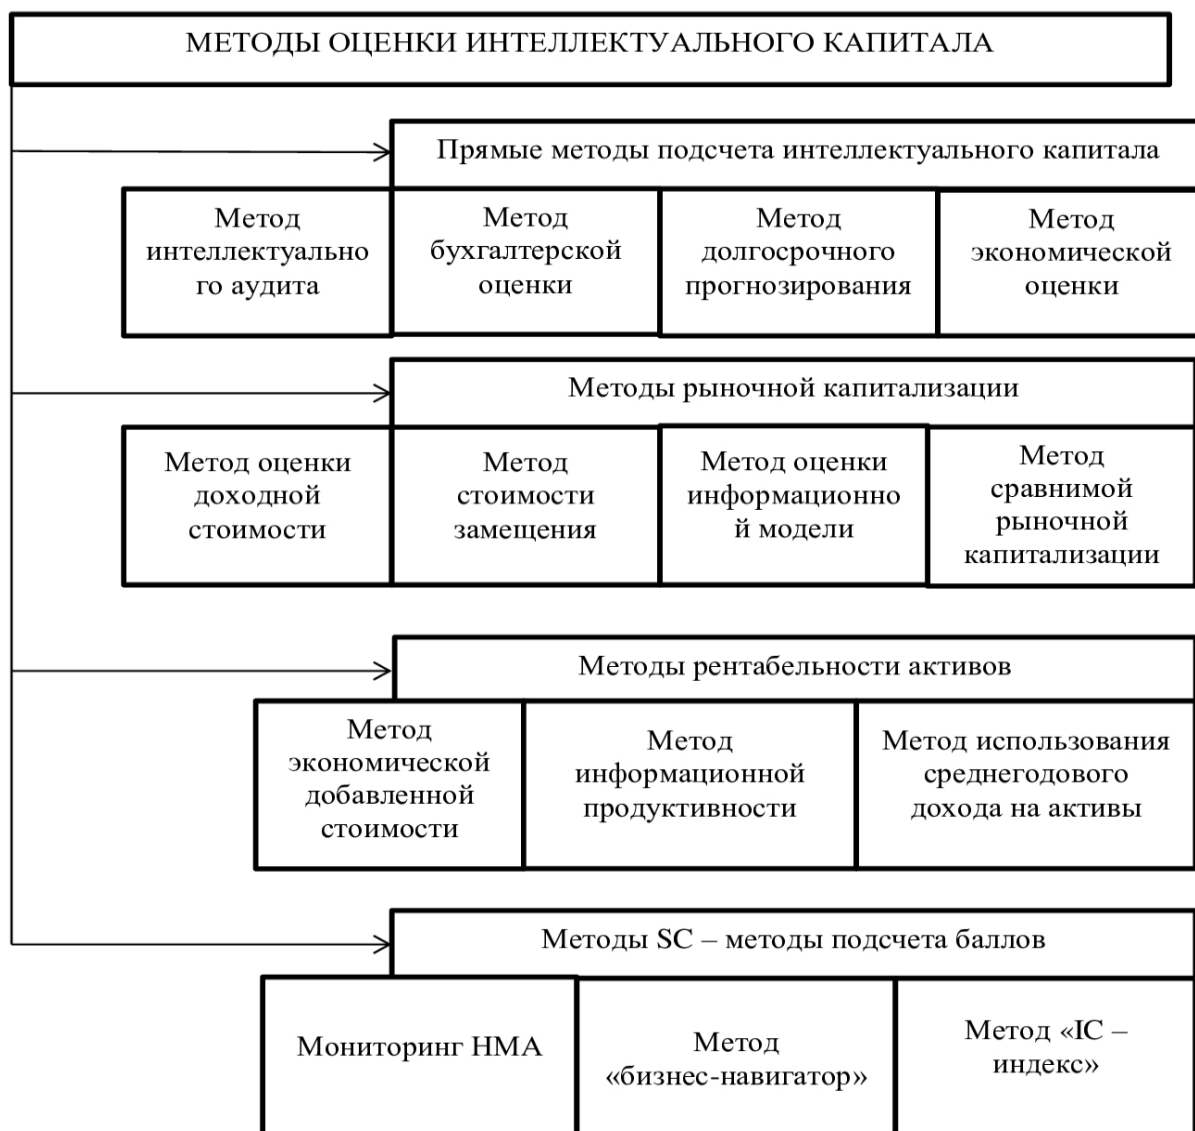 МЕТОДЫ ОЦЕНКИ ИНТЕЛЛЕКТУАЛЬНОГО КАПИТАЛА
Прямые методы подсчета интеллектуального капитала
Метод
интеллектуально
го аудита
Метод
бухгалтерской
оценки
Метод
долгосрочного
прогнозирования
Метод
экономической
оценки
Методы рыночной капитализации
Метод оценки
доходной
стоимости
Метод
стоимости
замещения
Метод оценки
информационно
й модели
Метод
сравнимой
рыночной
капитализации
Методы рентабельности активов
Метод
экономической
добавленной
стоимости
Метод
информационной
продуктивности
Метод использования
среднегодового
дохода на активы
Методы SC – методы подсчета баллов
Мониторинг НМА
Метод
«бизнес-навигатор»
Метод «IC –
индекс»